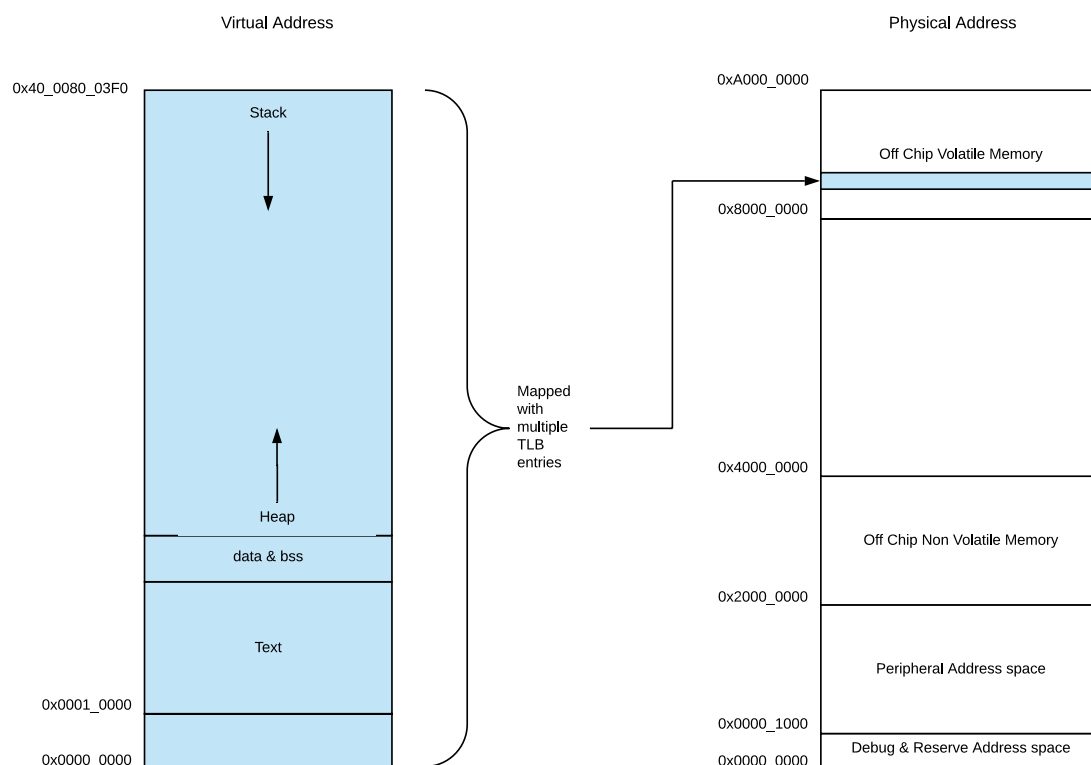 Virtual Address
Physical Address
0x40_0080_03F0
0xA000_0000
Stack
Off Chip Volatile Memory
0x8000_0000
Mapped
with
multiple
TLB
entries
0x4000_0000
Heap
Off Chip Non Volatile Memory
data & bss
0x2000_0000
Text
Peripheral Address space
0x0001_0000
0x0000_1000
Debug & Reserve Address space
0x0000_0000
0x0000_0000